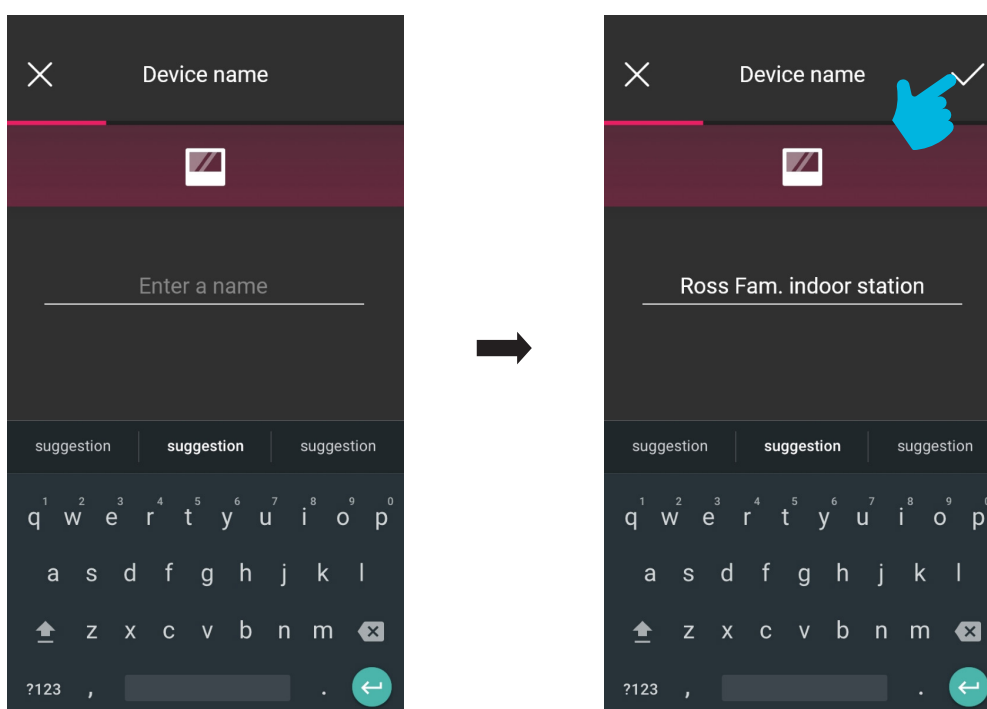 Device name
Enter a name
suggestion suggestion suggestion
1 2 3 4 5 6 7 8 9 0
q w e r t y u i o p
a s d f g h j k l
z x c v b n m
?123 , .
Device name
Ross Fam. indoor station
suggestion suggestion suggestion
1 2 3 4 5 6 7 8 9
q w e r t y u i o p
a s d f g h j k l
z x c v b n m
?123 , .